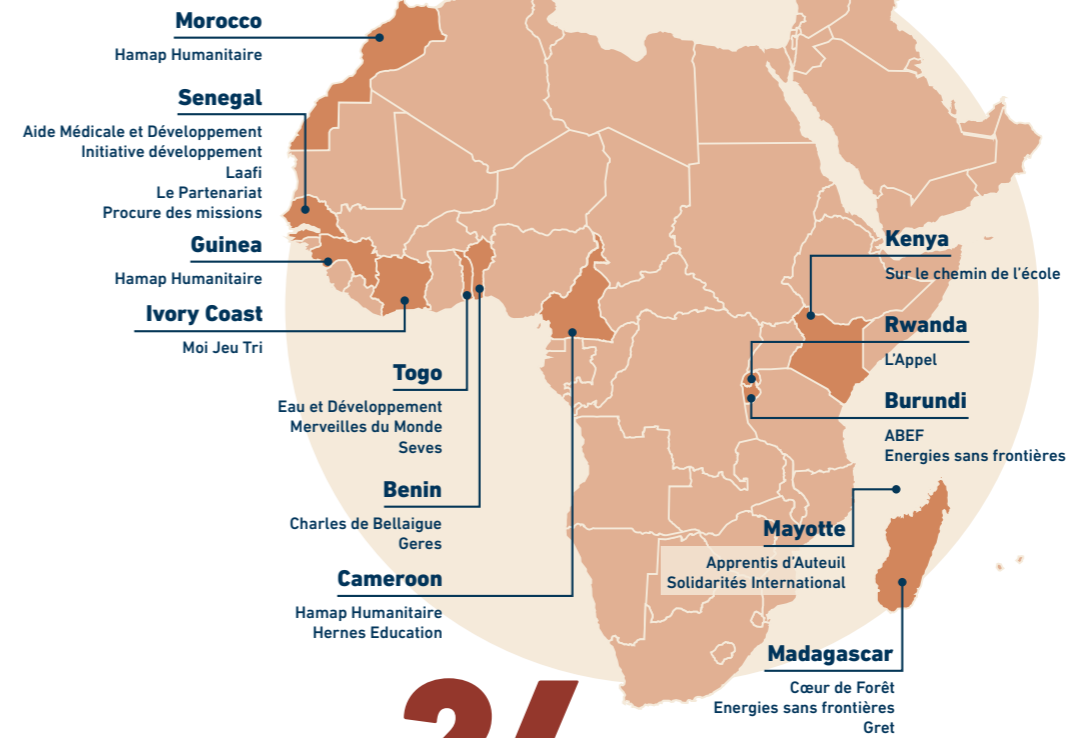 Morocco
Hamap Humanitaire
Senegal
Aide Médicale et Développement
Initiative développement
Laafi
Le Partenariat
Procure des missions
Guinea
Hamap Humanitaire
Ivory Coast
Moi Jeu Tri
Togo
Eau et Développement
Merveilles du Monde
Seves
Benin
Charles de Bellaigue
Geres
Cameroon
Hamap Humanitaire
Hernes Education
Kenya
Sur le chemin de l’école
Rwanda
L’Appel
Burundi
ABEF
Energies sans frontières
Mayotte
Apprentis d’Auteuil
Solidarités International
Madagascar
Cœur de Forêt
Energies sans frontières
Gret